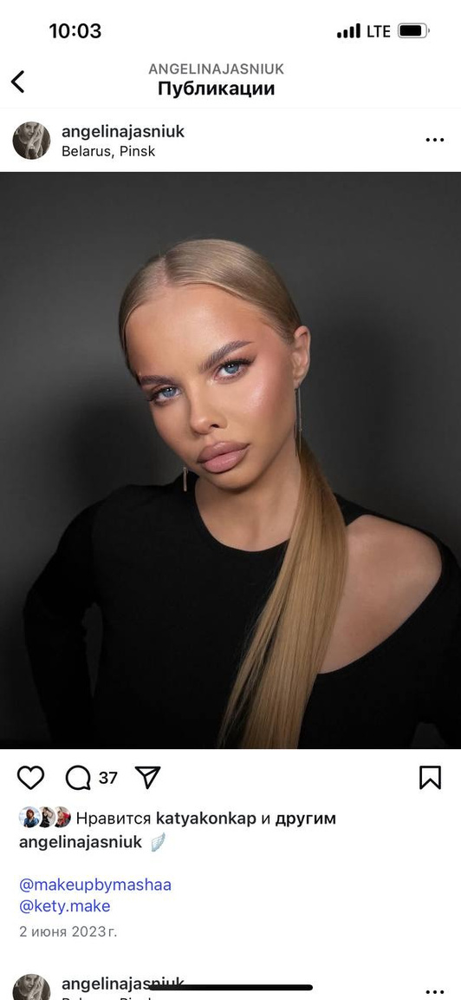 10:03
LTE
ANGELINAJASNIUK
Публикации
angelinajasniuk
Belarus, Pinsk
37
Нравится katyakonkap и другим
angelinajasniuk
@makeupbymashaa
@kety.make
2 июня 2023 г.
angelinajasniuk